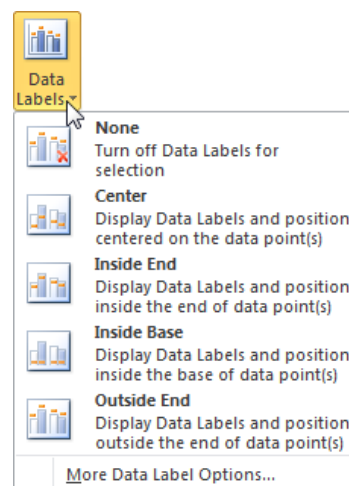 Data
Labels
None
Turn off Data Labels for
selection
Center
Display Data Labels and position
centered on the data point(s)
Inside End
Display Data Labels and position
inside the end of data point(s)
Inside Base
Display Data Labels and position
inside the base of data point(s)
Outside End
Display Data Labels and position
outside the end of data point(s)
More Data Label Options...